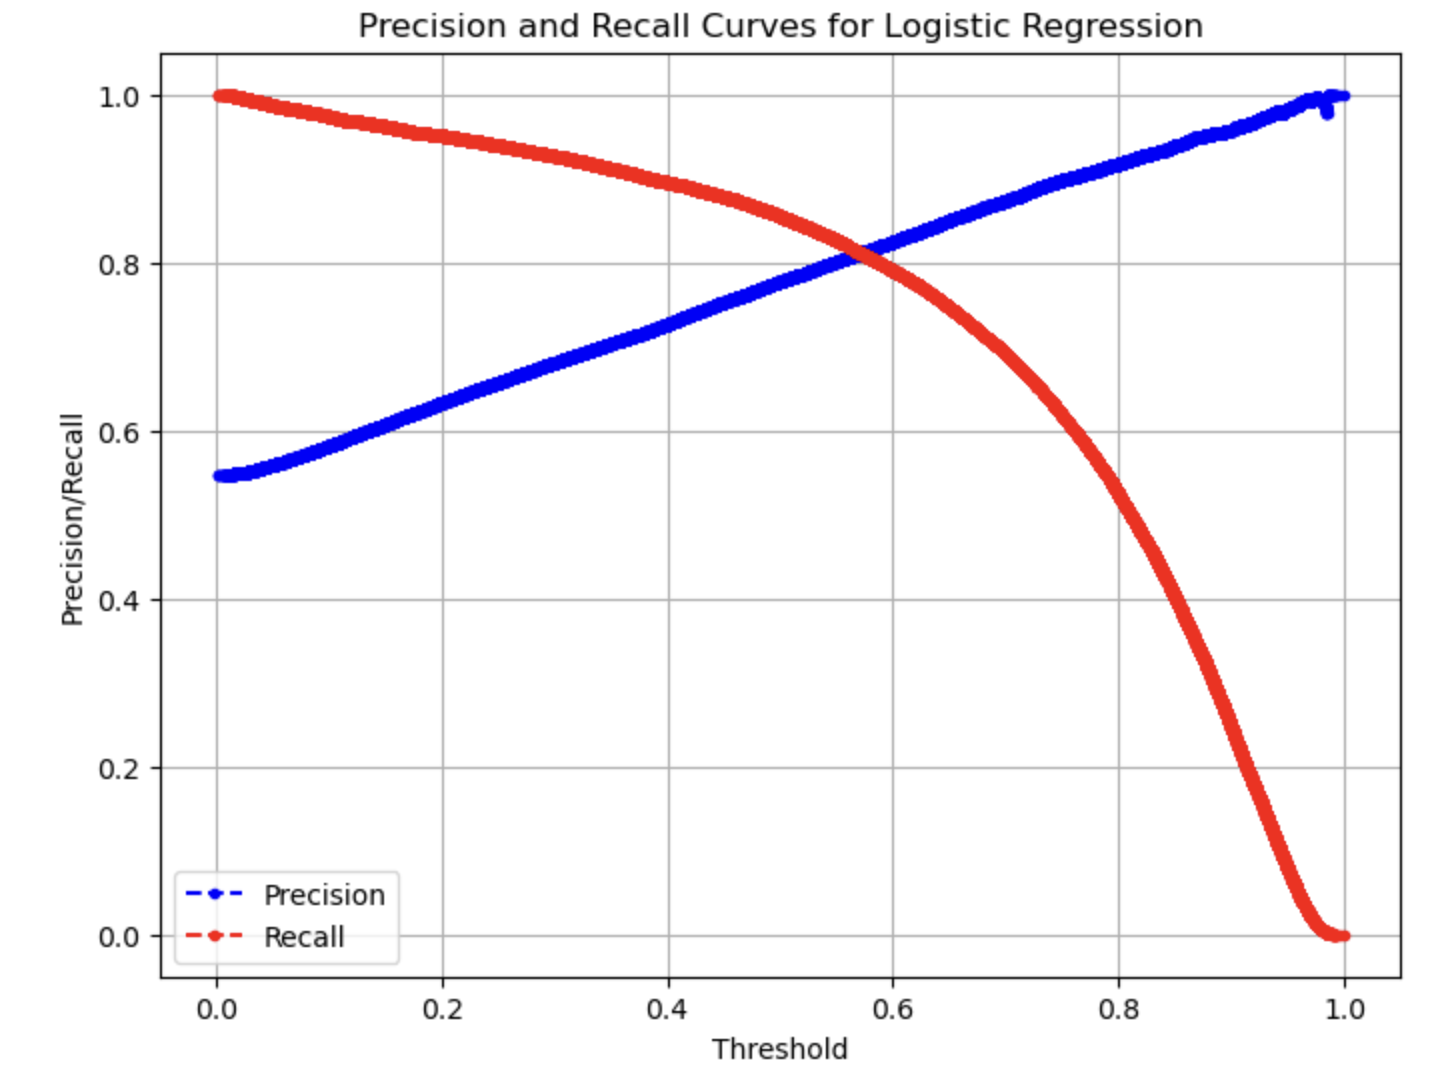 Precision and Recall Curves for Logistic Regression
1.0
0.8
0.6
0.4
0.2
0.0
Precision/Recall
Precision
Recall
0.0 0.2 0.4 0.6 0.8 1.0
Threshold